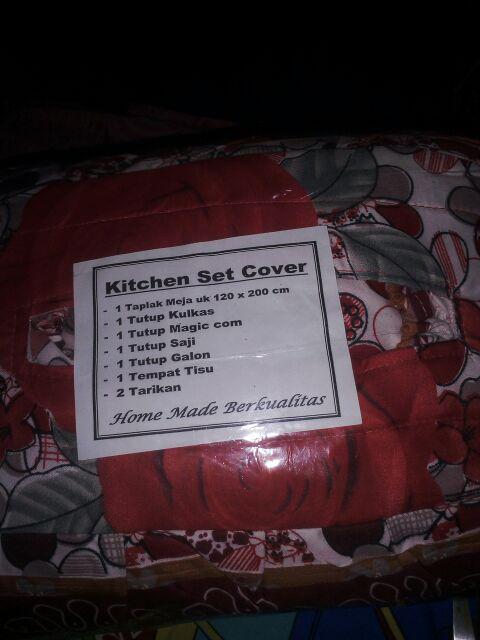 Kitchen Set Cover
- 1 Taplak Meja uk 120 x 200 cm
- 1 Tutup Kulkas
- 1 Tutup Magic com
- 1 Tutup Saji
- 1 Tutup Galon
- 1 Tempat Tisu
- 2 Tarikan
Home Made Berkualitas